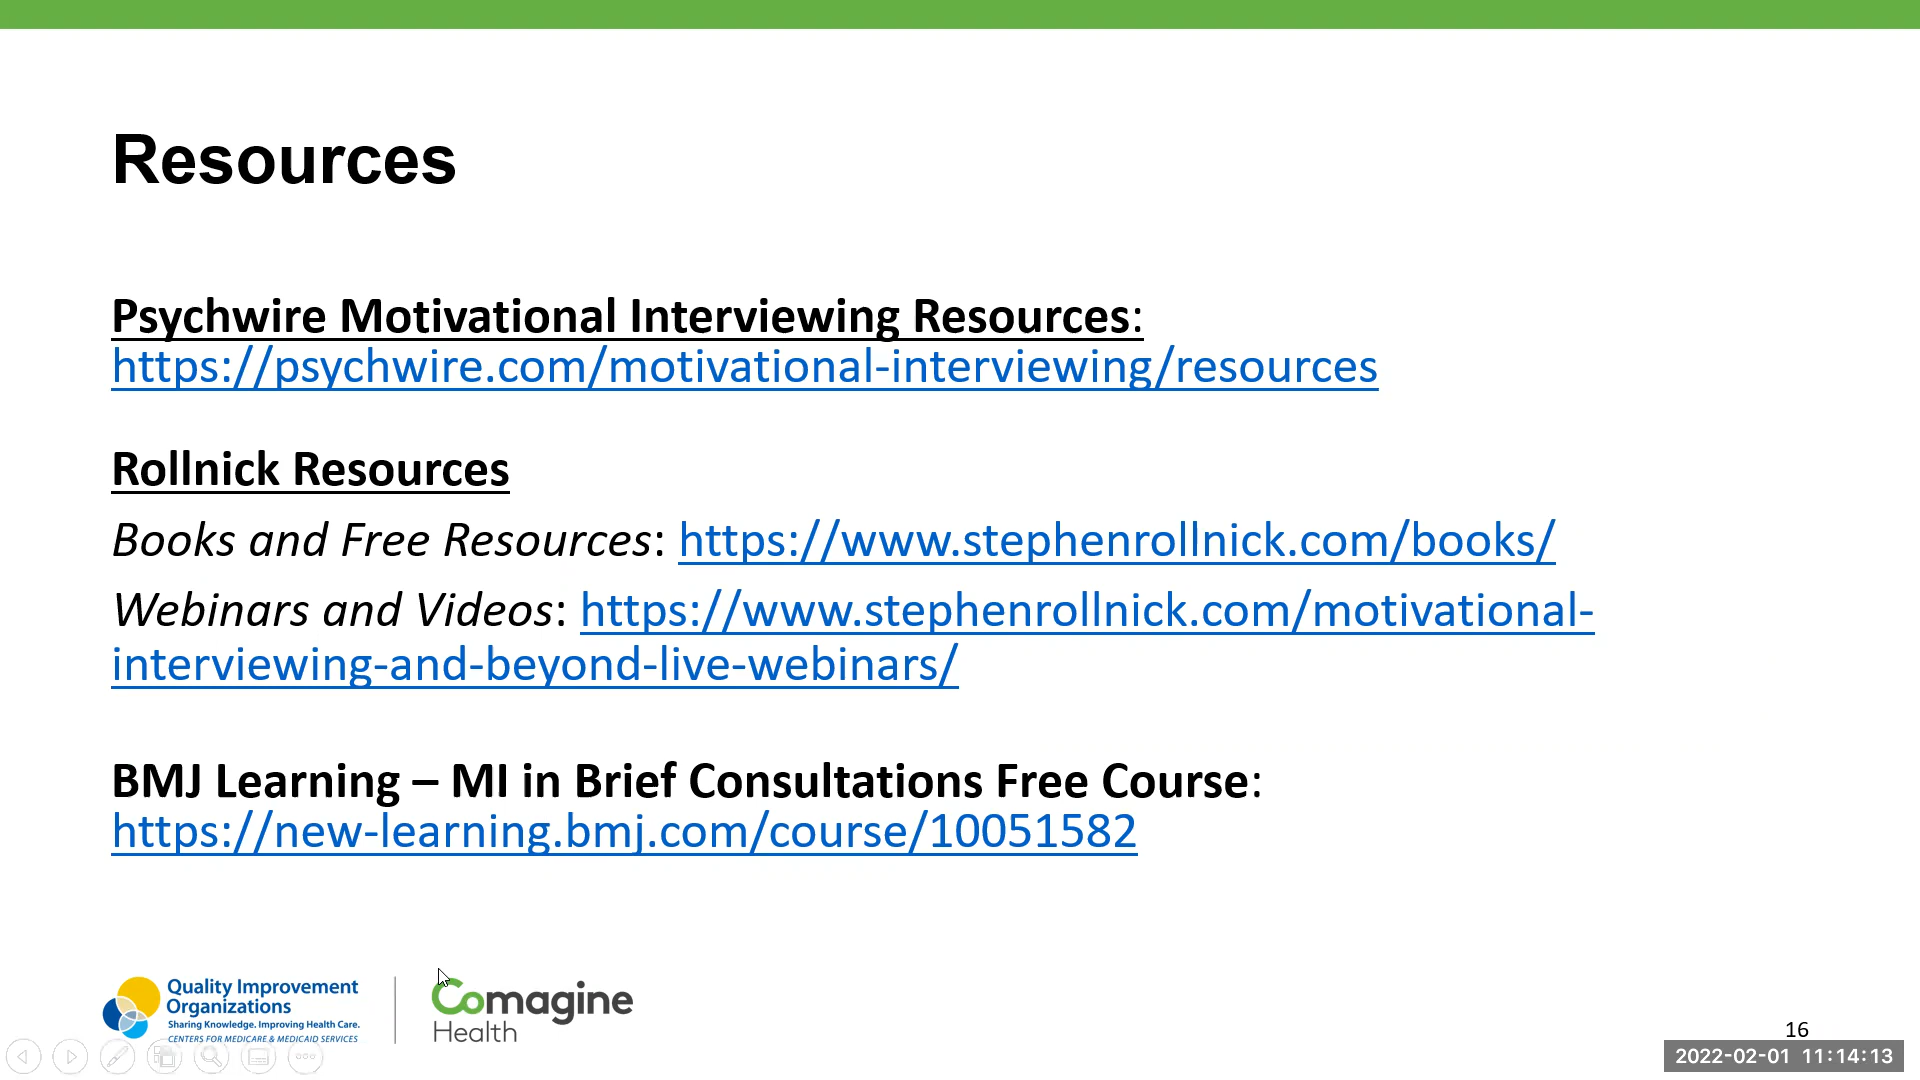 Resources
Psychwire Motivational Interviewing Resources:
https://psychwire.com/motivational-interviewing/resources
Rollnick Resources
Books and Free Resources: https://www.stephenrollnick.com/books/
Webinars and Videos: https://www.stephenrollnick.com/motivational-
interviewing-and-beyond-live-webinars/
BMJ Learning – MI in Brief Consultations Free Course:
https://new-learning.bmj.com/course/10051582
Quality Improvement
Organizations
Sharing Knowledge. Improving Health Care.
CENTERS FOR MEDICARE & MEDICAID SERVICES
Comagine
Health
16
2022-02-01 11:14:13